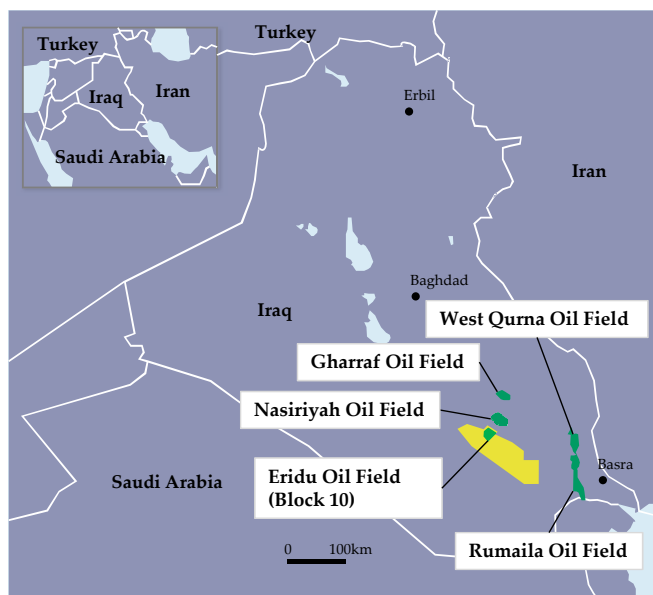 Turkey
Iraq
Iran
Saudi Arabia
Turkey
Erbil
Iran
Baghdad
Iraq
West Qurna Oil Field
Gharraf Oil Field
Nasiriyah Oil Field
Eridu Oil Field
(Block 10)
Saudi Arabia
Basra
Rumaila Oil Field
0 100km